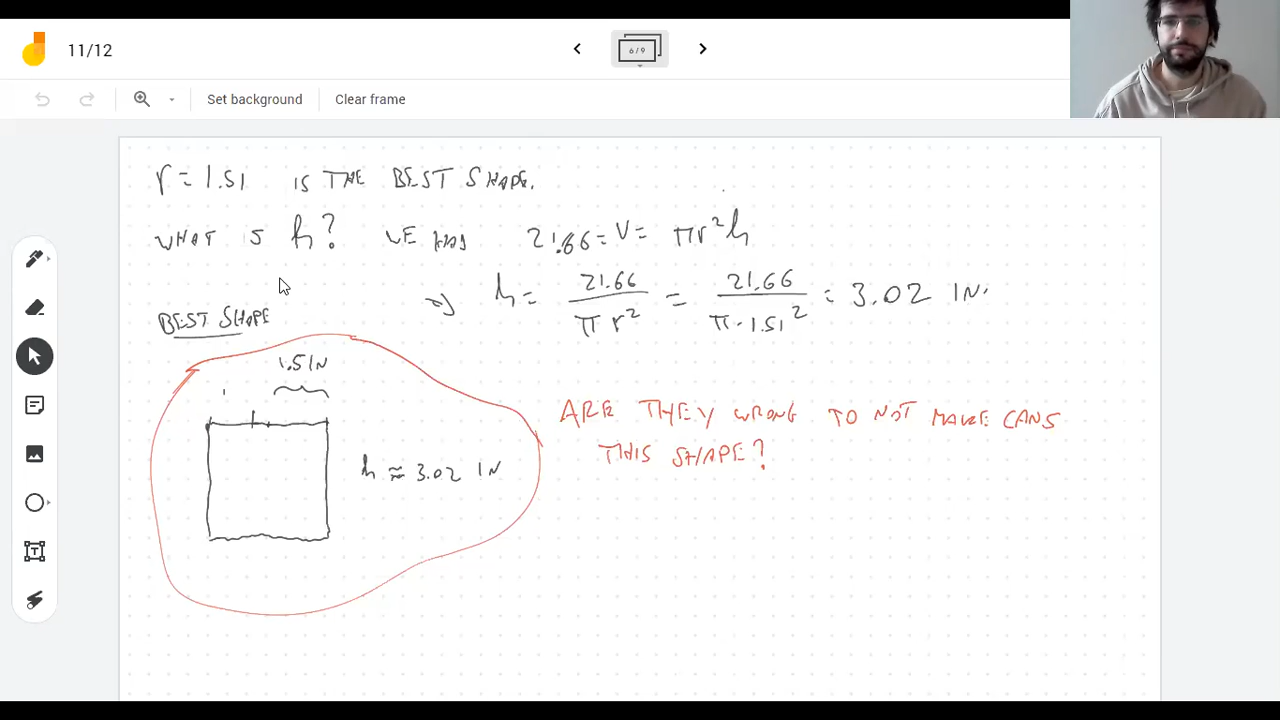 11/12
6/9
Set background
Clear frame
r = 1.51 IS THE BEST SHAPE.
WHAT IS h? WE HAD 21.66 = V = πr²h
⇒ h = 21.66 / π r² = 21.66 / π · 1.51² = 3.02 IN.
BEST SHAPE
1.51N
h ≈ 3.02 IN
ARE THEY WRONG TO NOT MAKE CANS
THIS SHAPE?